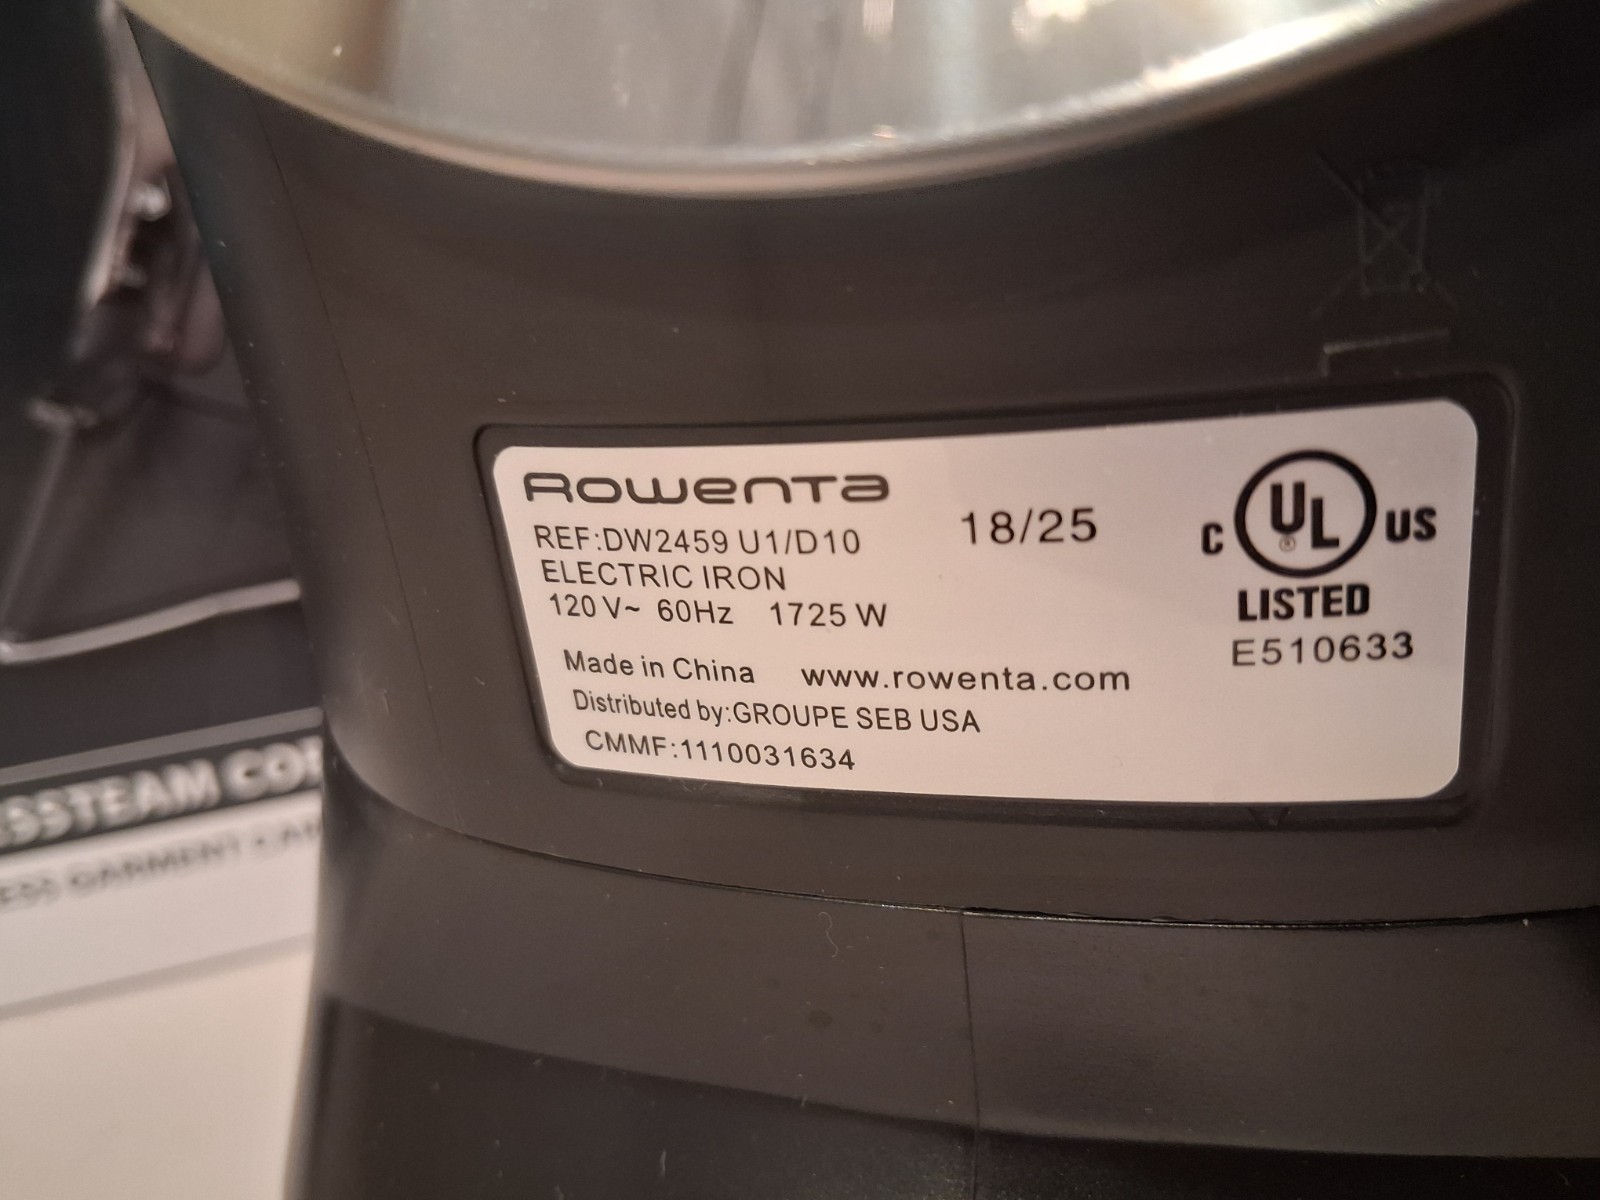 ROWENTA
REF:DW2459 U1/D10
ELECTRIC IRON
120 V~ 60Hz 1725 W
18/25
Made in China www.rowenta.com
Distributed by:GROUPE SEB USA
CMMF:1110031634
C UL® US
LISTED
E510633
GARMENT